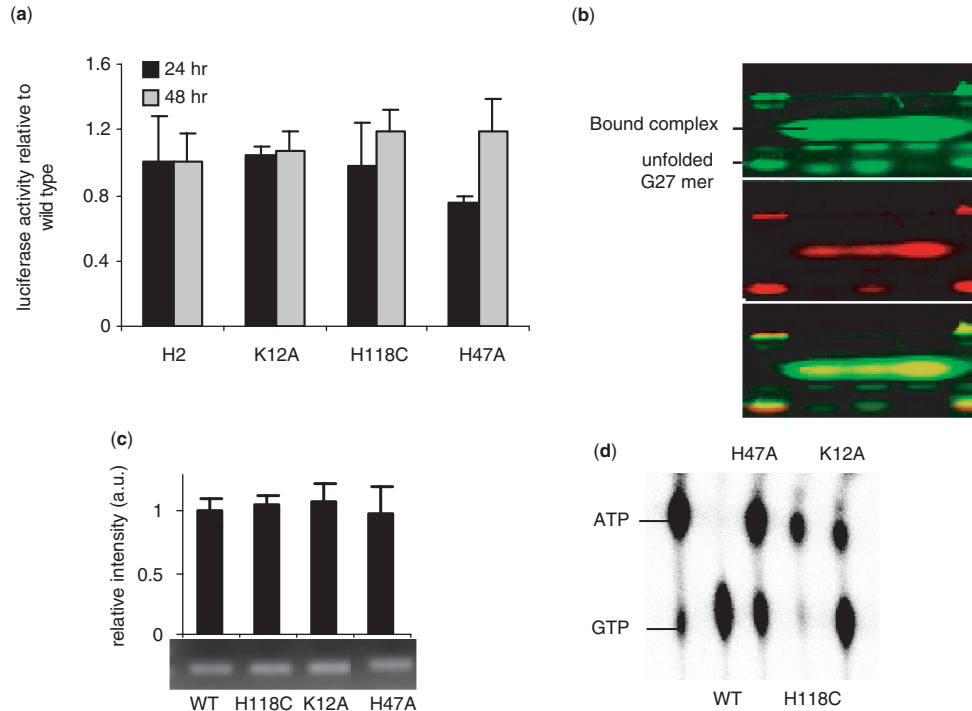 (a)
luciferase activity relative to
wild type
1.6
1.2
0.8
0.4
0
24 hr
48 hr
H2 K12A H118C H47A
(b)
Bound complex
unfolded
G27 mer
(c)
relative intensity (a.u.)
1
0.5
0
WT H118C K12A H47A
(d)
H47A K12A
ATP
GTP
WT H118C